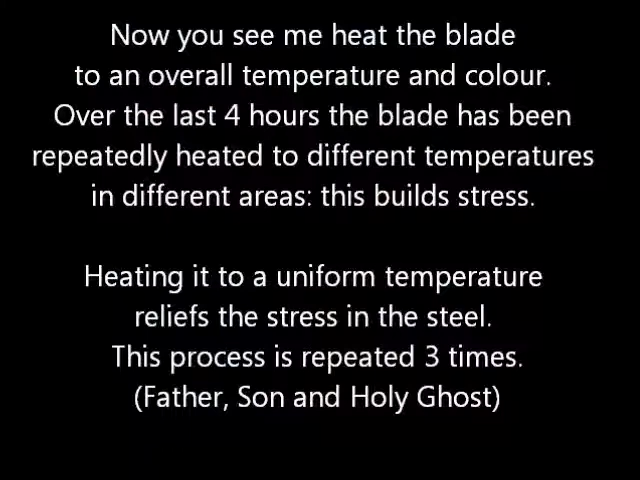 Now you see me heat the blade
to an overall temperature and colour.
Over the last 4 hours the blade has been
repeatedly heated to different temperatures
in different areas: this builds stress.
Heating it to a uniform temperature
reliefs the stress in the steel.
This process is repeated 3 times.
(Father, Son and Holy Ghost)